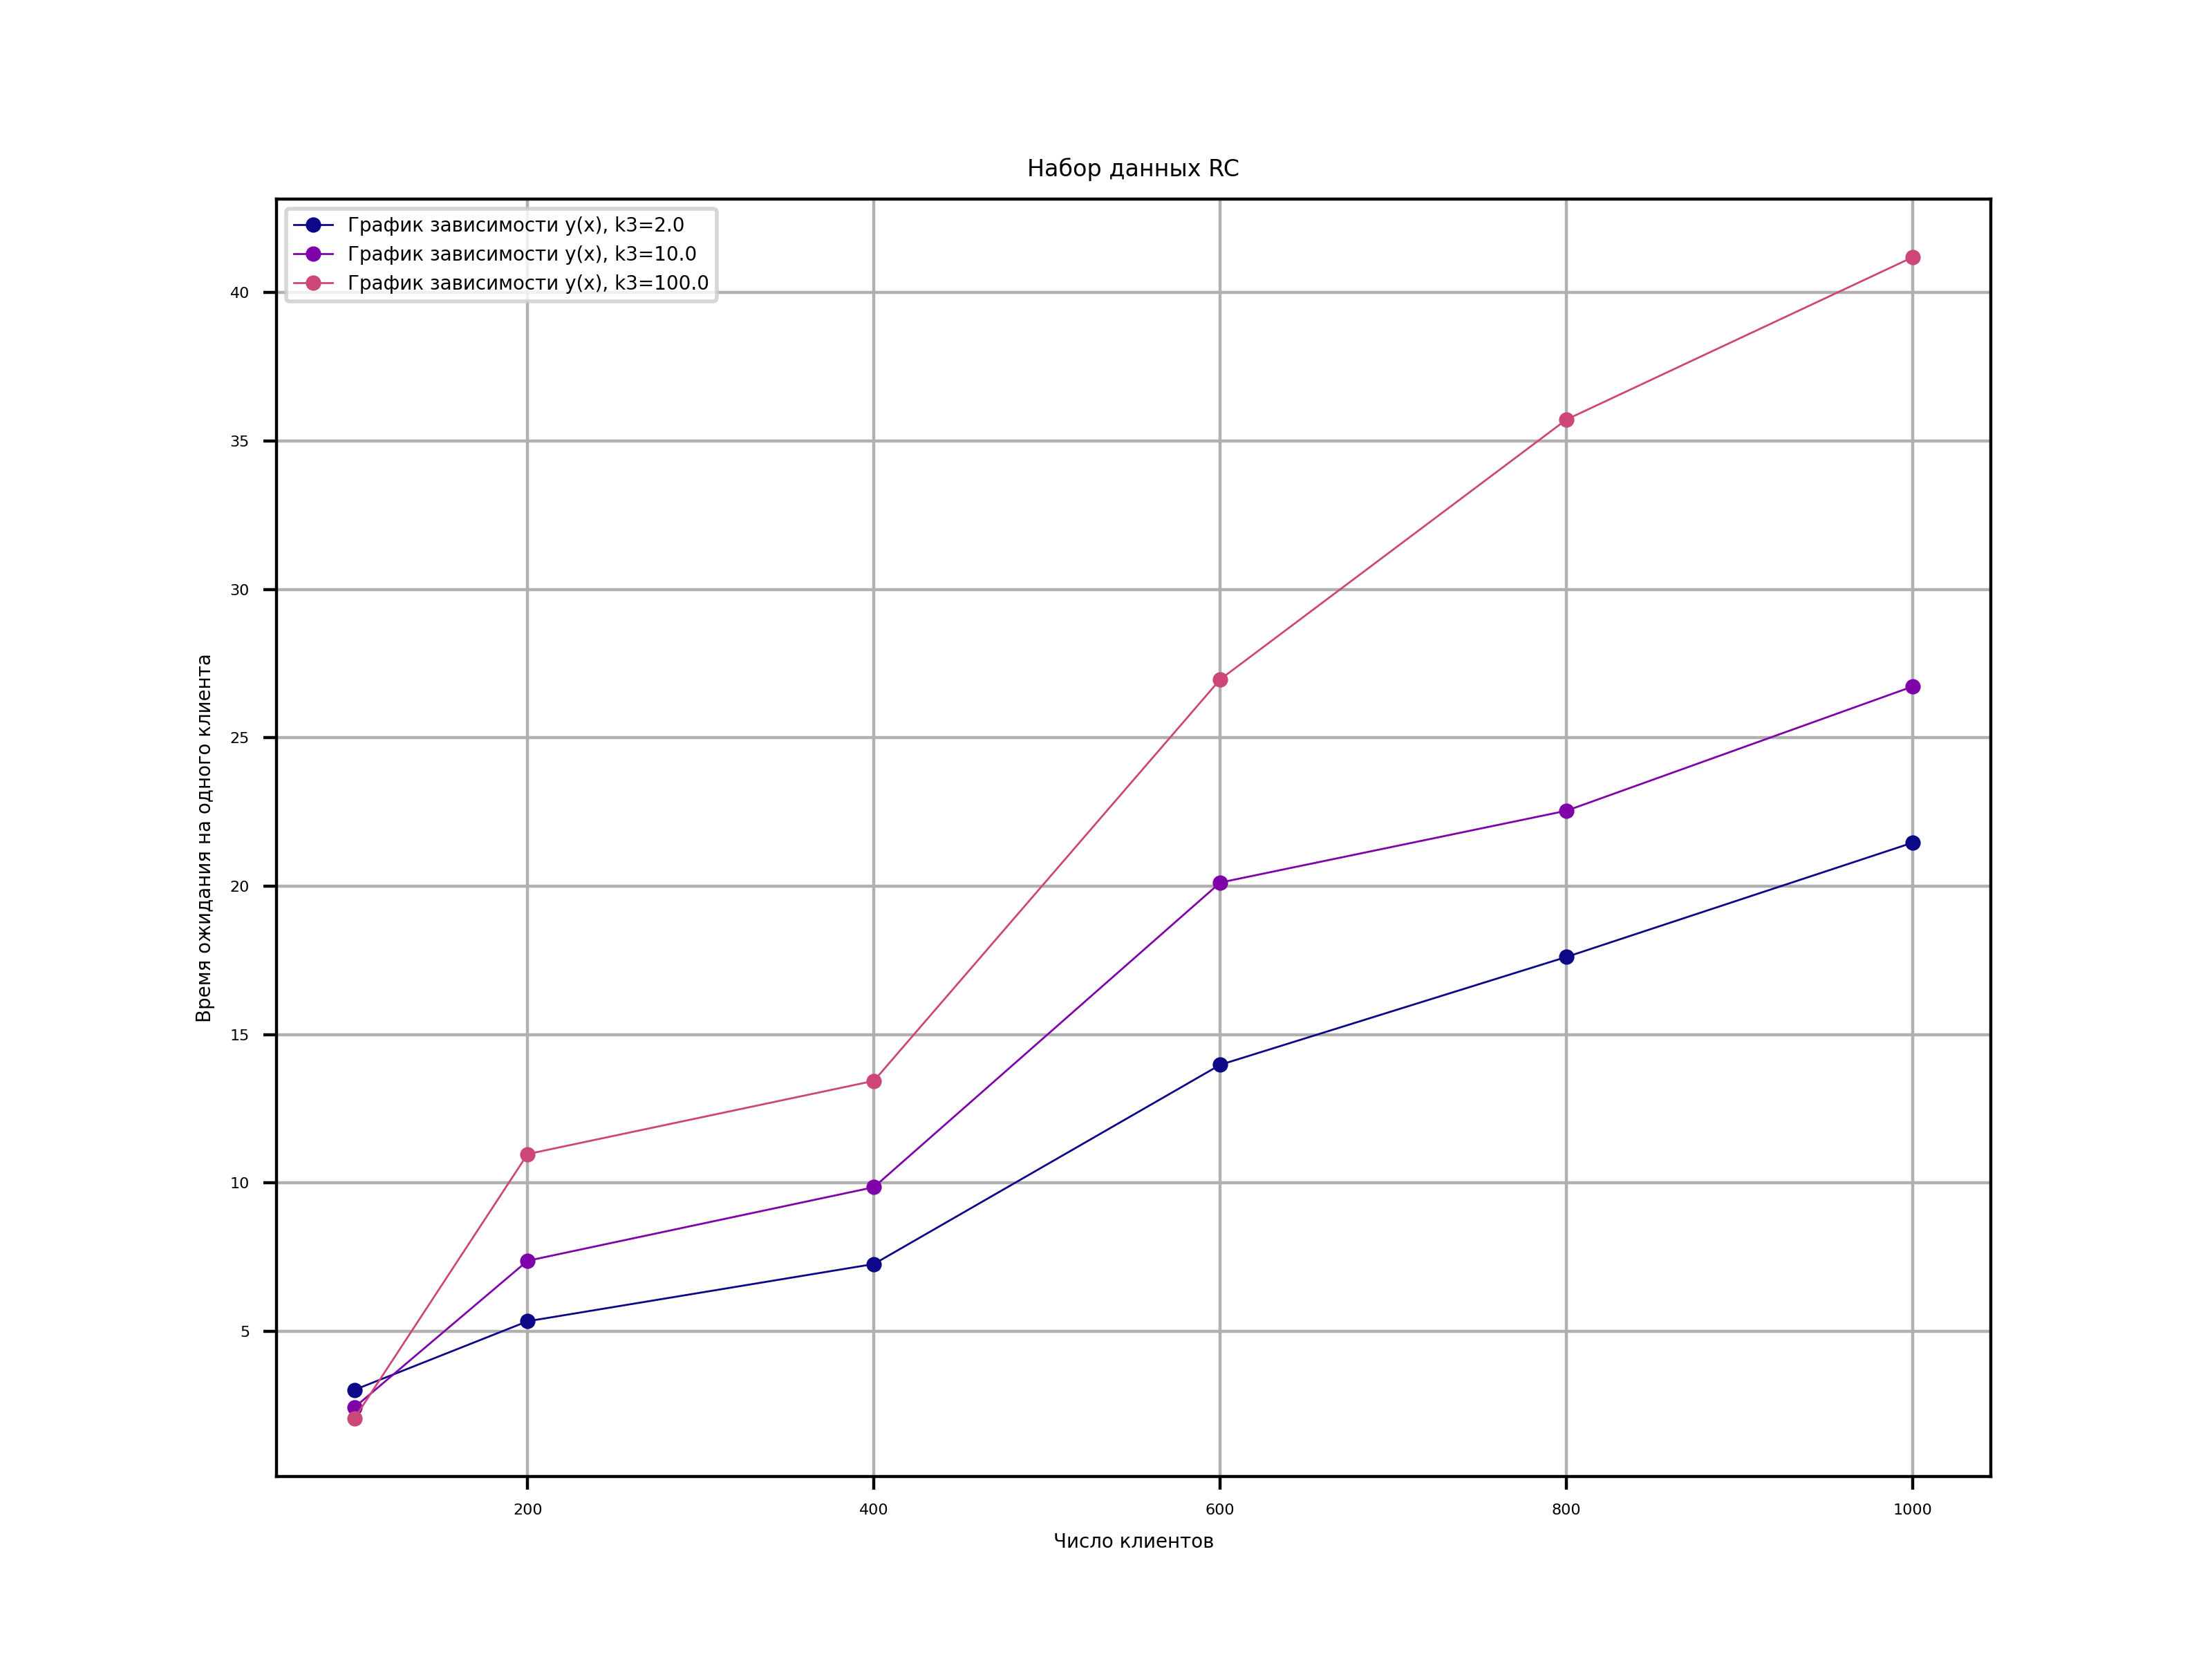 Набор данных RC
График зависимости y(x), k3=2.0
График зависимости y(x), k3=10.0
График зависимости y(x), k3=100.0
40
35
30
25
20
15
10
5
Время ожидания на одного клиента
200 400 600 800 1000
Число клиентов